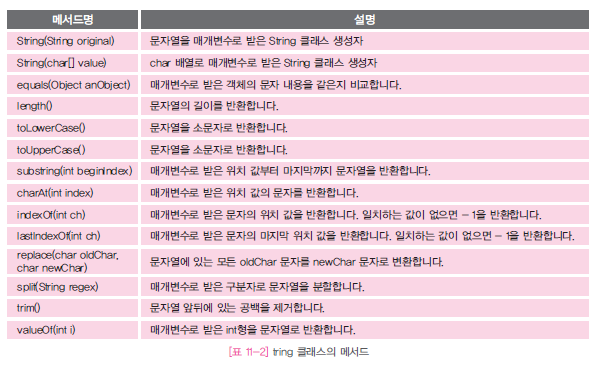 메서드명 설명
String(String original) 문자열을 매개변수로 받은 String 클래스 생성자
String(char[] value) char 배열로 매개변수로 받은 String 클래스 생성자
equals(Object anObject) 매개변수로 받은 객체의 문자 내용을 같은지 비교합니다.
length() 문자열의 길이를 반환합니다.
toLowerCase() 문자열을 소문자로 반환합니다.
toUpperCase() 문자열을 소문자로 반환합니다.
substring(int beginIndex) 매개변수로 받은 위치 값부터 마지막까지 문자열을 반환합니다.
charAt(int index) 매개변수로 받은 위치 값의 문자를 반환합니다.
indexOf(int ch) 매개변수로 받은 문자의 위치 값을 반환합니다. 일치하는 값이 없으면 -1을 반환합니다.
lastIndexOf(int ch) 매개변수로 받은 문자의 마지막 위치 값을 반환합니다. 일치하는 값이 없으면 -1을 반환합니다.
replace(char oldChar,
char newChar) 문자열에 있는 모든 oldChar 문자를 newChar 문자로 변환합니다.
split(String regex) 매개변수로 받은 구분자로 문자열을 분할합니다.
trim() 문자열 앞뒤에 있는 공백을 제거합니다.
valueOf(int i) 매개변수로 받은 int형을 문자열로 반환합니다.
[표 11-2] tring 클래스의 메서드